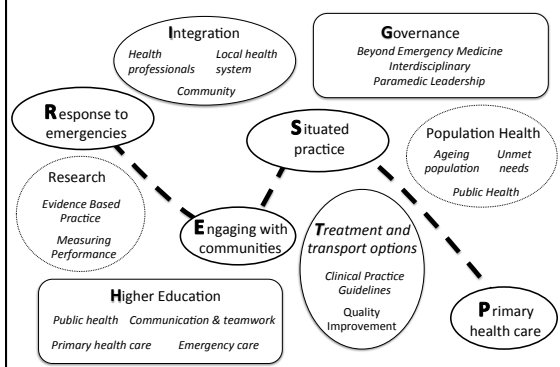 Integration
Health professionals
Local health system
Community
Governance
Beyond Emergency Medicine
Interdisciplinary
Paramedic Leadership
Response to
emergencies
Situated
practice
Population Health
Ageing population
Unmet needs
Public Health
Research
Evidence Based
Practice
Measuring
Performance
Engaging with
communities
Treatment and
transport options
Clinical Practice
Guidelines
Quality
Improvement
Higher Education
Public health Communication & teamwork
Primary health care Emergency care
Primary
health care